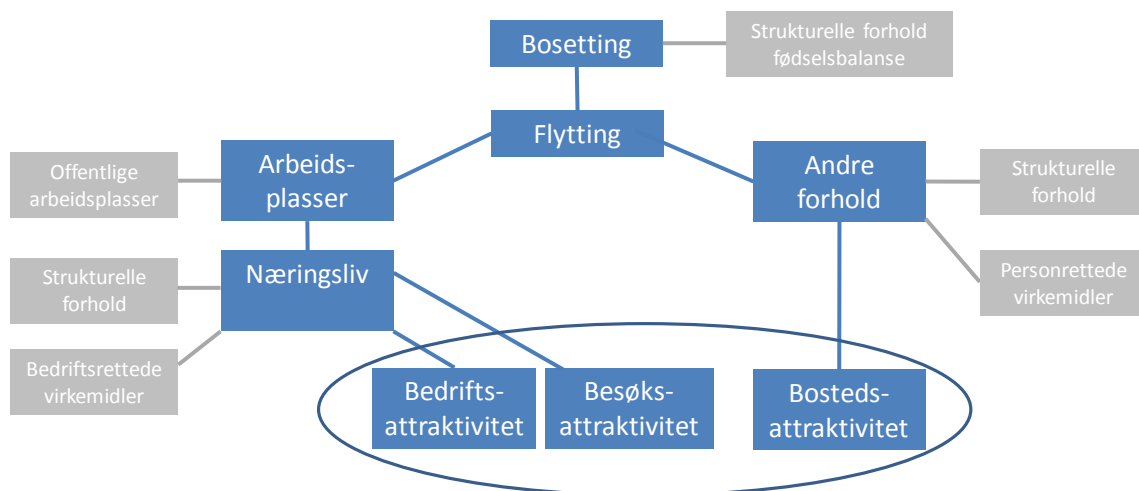 Bosetting
Strukturelle forhold
fødselsbalanse
Flytting
Offentlige
arbeidsplasser
Arbeids-
plasser
Andre
forhold
Strukturelle
forhold
Strukturelle
forhold
Næringsliv
Personrettede
virkemidler
Bedriftsrettede
virkemidler
Bedrifts-
attraktivitet
Besøks-
attraktivitet
Bosteds-
attraktivitet